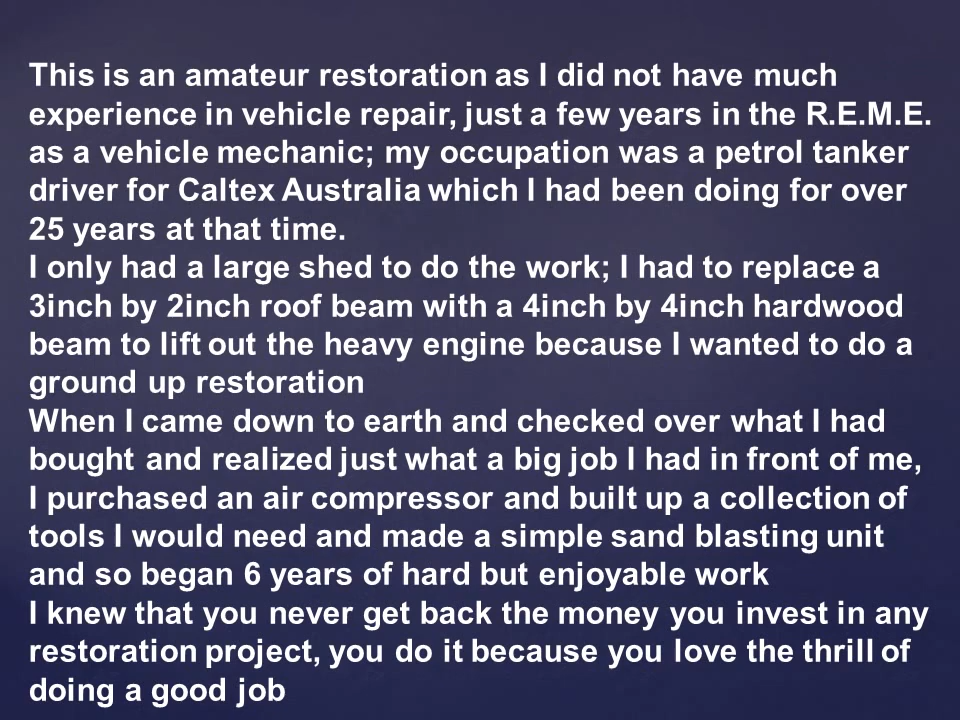 This is an amateur restoration as I did not have much
experience in vehicle repair, just a few years in the R.E.M.E.
as a vehicle mechanic; my occupation was a petrol tanker
driver for Caltex Australia which I had been doing for over
25 years at that time.
I only had a large shed to do the work; I had to replace a
3inch by 2inch roof beam with a 4inch by 4inch hardwood
beam to lift out the heavy engine because I wanted to do a
ground up restoration
When I came down to earth and checked over what I had
bought and realized just what a big job I had in front of me,
I purchased an air compressor and built up a collection of
tools I would need and made a simple sand blasting unit
and so began 6 years of hard but enjoyable work
I knew that you never get back the money you invest in any
restoration project, you do it because you love the thrill of
doing a good job